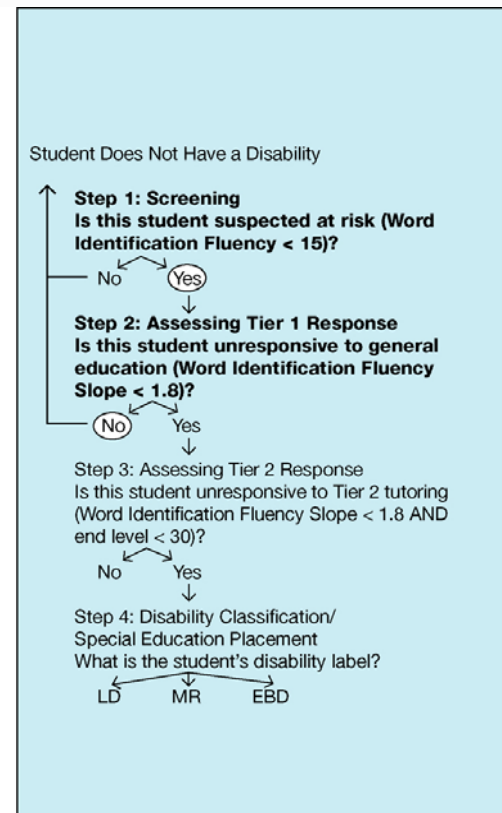 Student Does Not Have a Disability
Step 1: Screening
Is this student suspected at risk (Word
Identification Fluency < 15)?
No Yes
Step 2: Assessing Tier 1 Response
Is this student unresponsive to general
education (Word Identification Fluency
Slope < 1.8)?
No Yes
Step 3: Assessing Tier 2 Response
Is this student unresponsive to Tier 2 tutoring
(Word Identification Fluency Slope < 1.8 AND
end level < 30)?
No Yes
Step 4: Disability Classification/
Special Education Placement
What is the student's disability label?
LD MR EBD